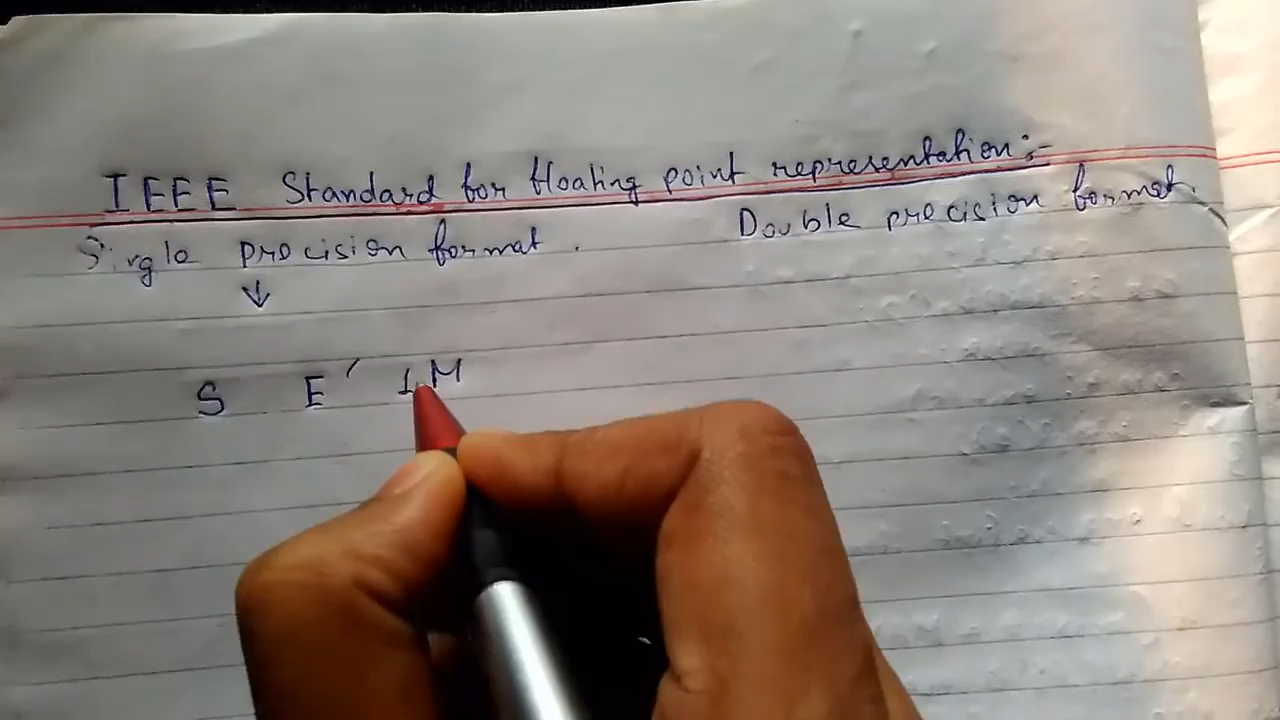 IEEE Standard for floating point representation:-
Single precision format. Double precision format.
↓
S E' 1.M